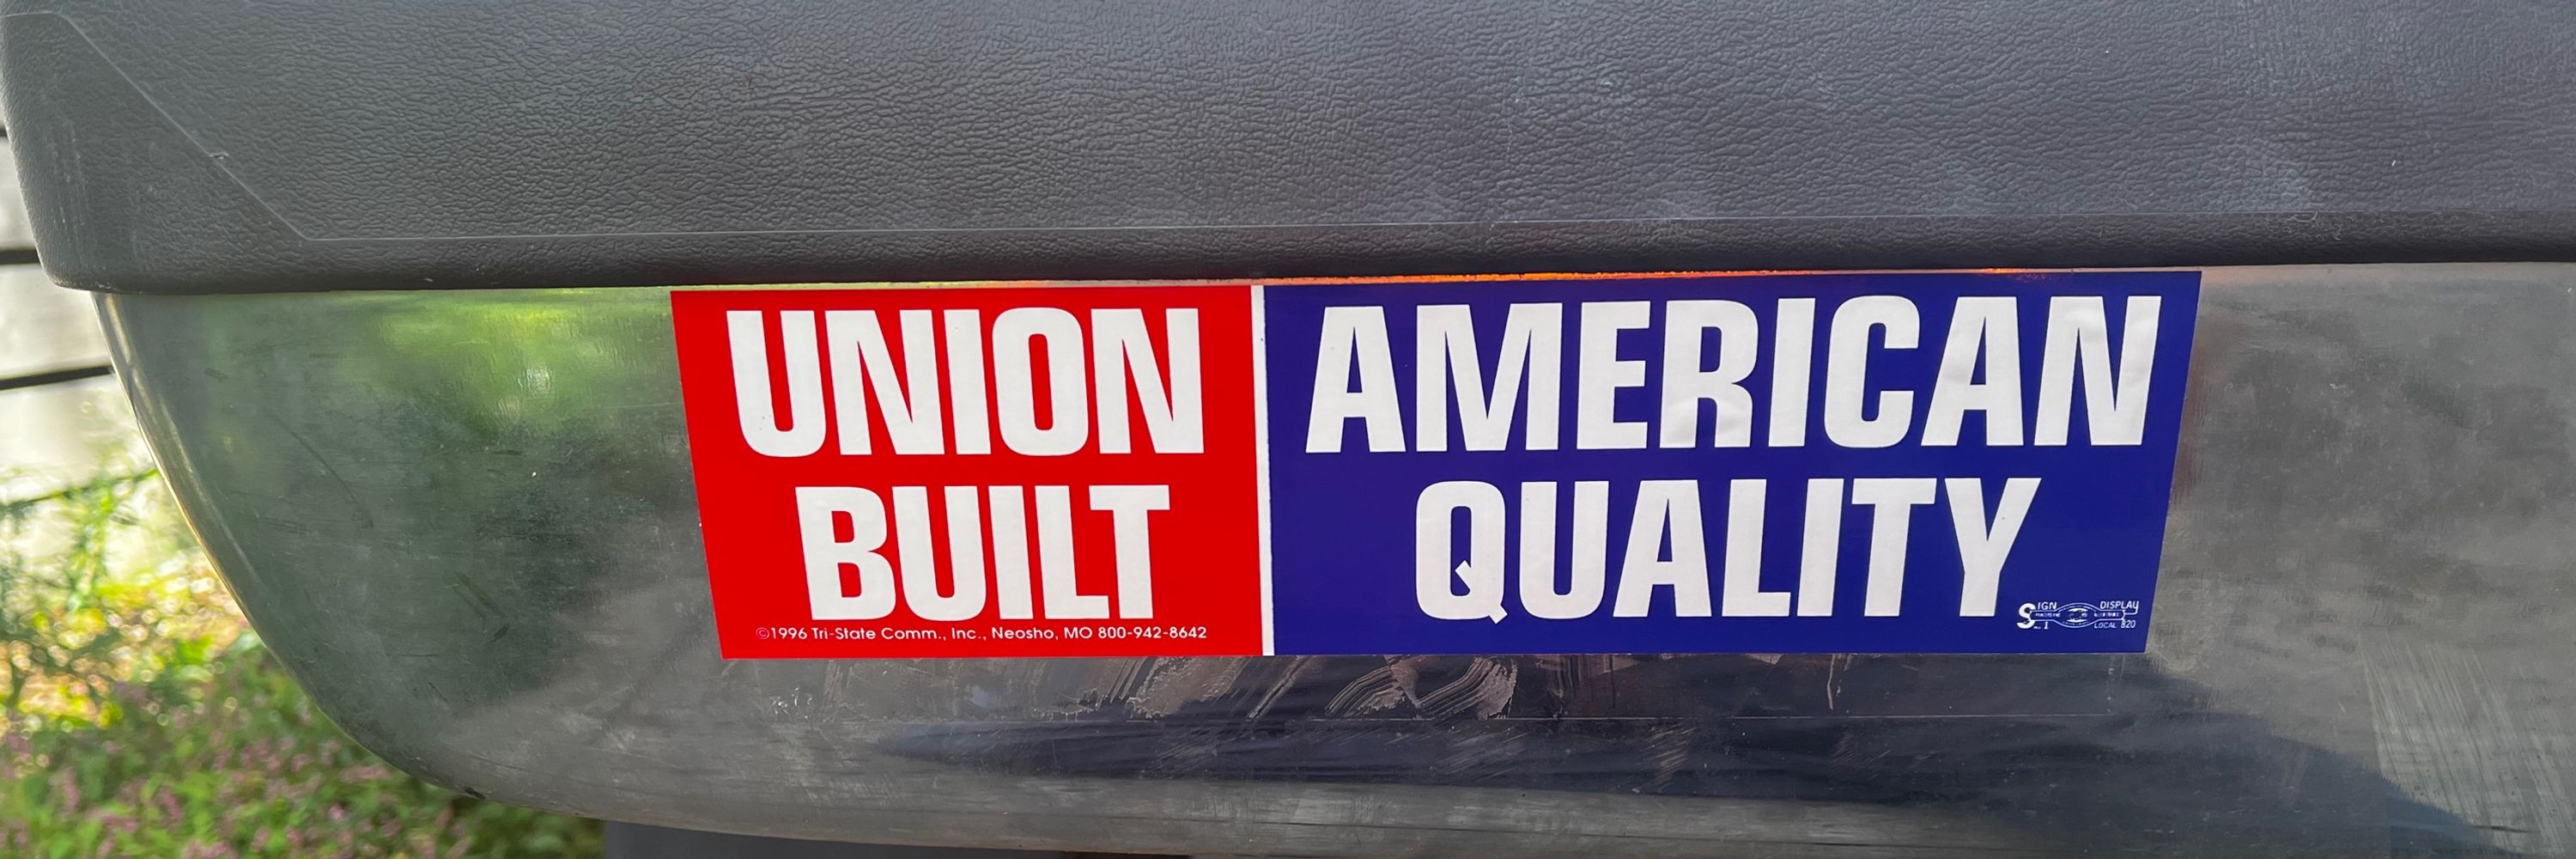 UNION
BUILT
AMERICAN
QUALITY
©1996 Tri-State Comm., Inc., Neosho, MO 800-942-8642
SIGN DISPLAY
LOCAL 820